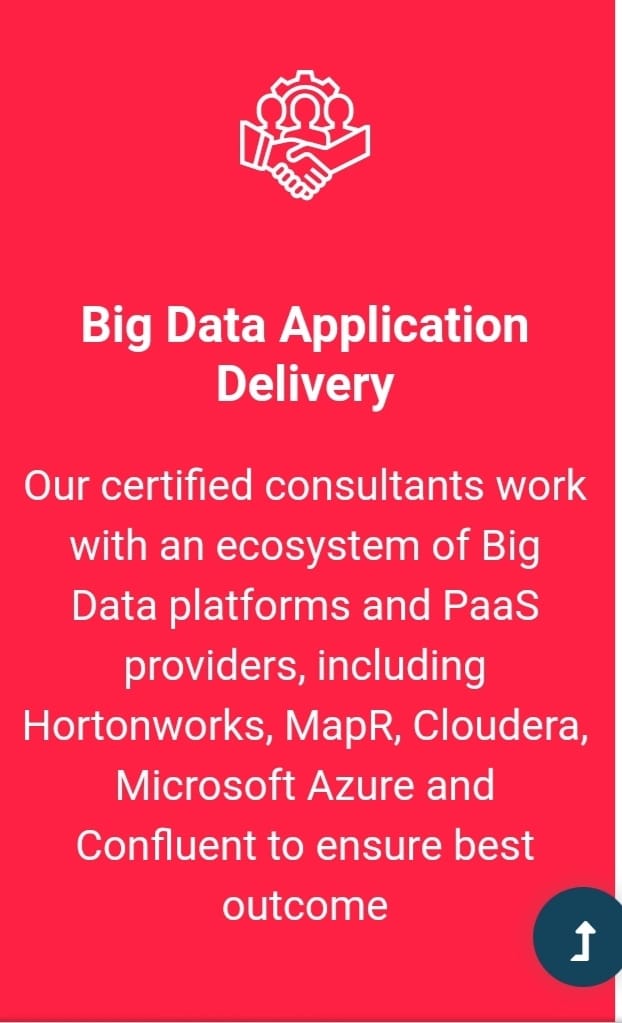 Big Data Application
Delivery
Our certified consultants work
with an ecosystem of Big
Data platforms and PaaS
providers, including
Hortonworks, MapR, Cloudera,
Microsoft Azure and
Confluent to ensure best
outcome